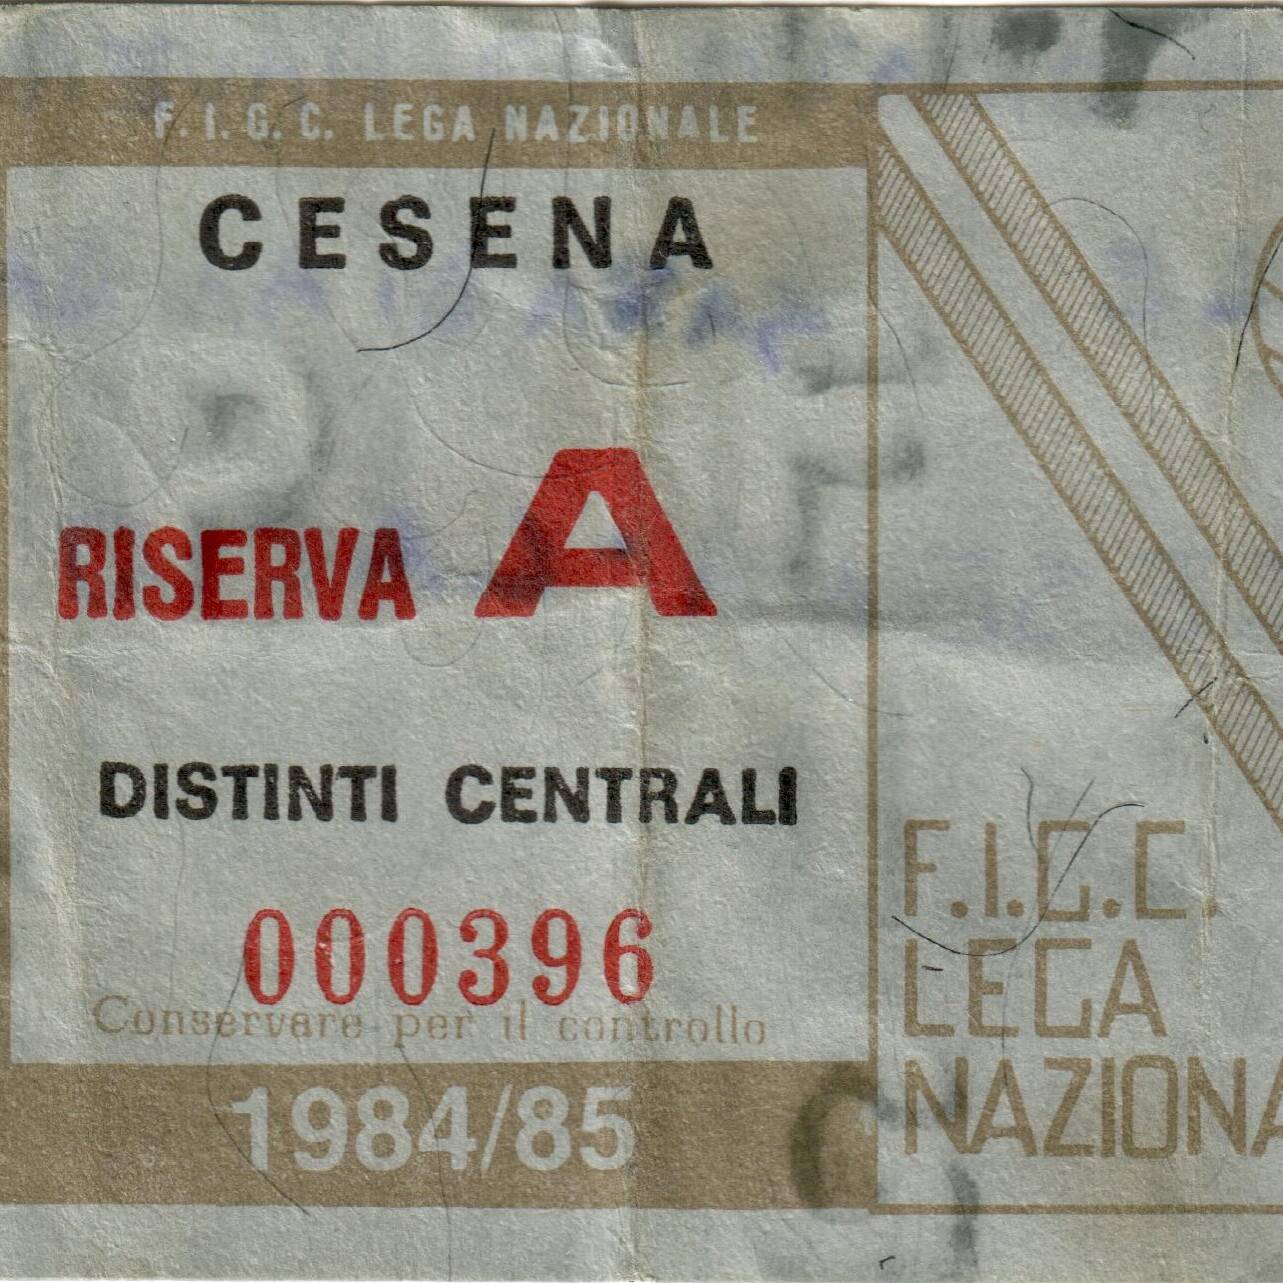 F. I. G. C. LEGA NAZIONALE
CESENA
RISERVA A
DISTINTI CENTRALI
000396
Conservare per il controllo
1984/85
F.I.G.C.
LEGA
NAZIONA